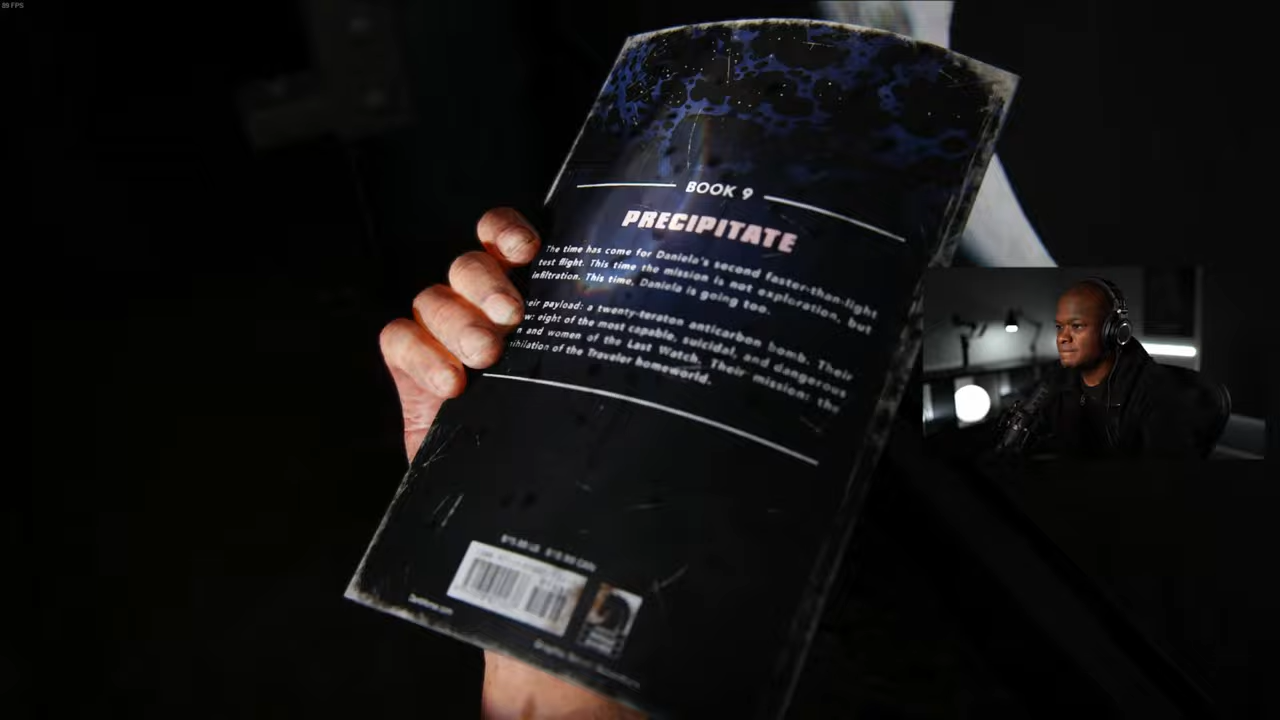 89 FPS
BOOK 9
PRECIPITATE
The time has come for Daniela's second faster-than-light
test flight. This time the mission is not exploration, but
infiltration. This time, Daniela is going too.
eir payload: a twenty-teraton anticarbon bomb. Their
w: eight of the most capable, suicidal, and dangerous
n and women of the Last Watch. Their mission: the
nihilation of the Traveler homeworld.